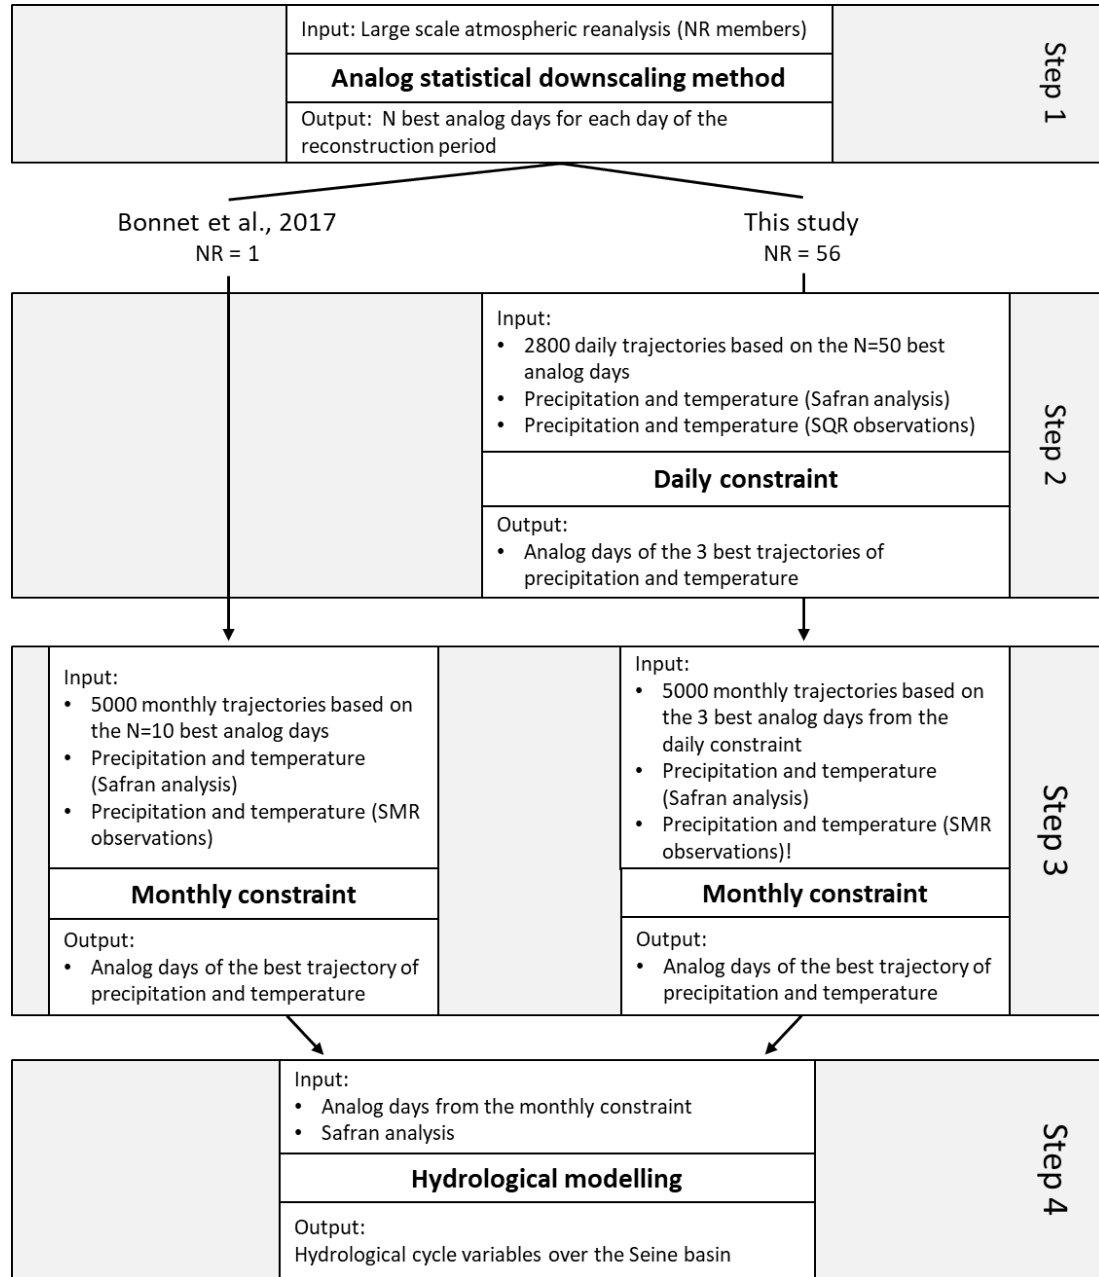 Input: Large scale atmospheric reanalysis (NR members)
Analog statistical downscaling method
Output:  N best analog days for each day of the
reconstruction period
Step 1
Bonnet et al., 2017
NR = 1
This study
NR = 56
Input:
• 2800 daily trajectories based on the N=50 best
analog days
• Precipitation and temperature (Safran analysis)
• Precipitation and temperature (SQR observations)
Daily constraint
Output:
• Analog days of the 3 best trajectories of
precipitation and temperature
Step 2
Input:
• 5000 monthly trajectories based on
the N=10 best analog days
• Precipitation and temperature
(Safran analysis)
• Precipitation and temperature (SMR
observations)
Monthly constraint
Output:
• Analog days of the best trajectory of
precipitation and temperature
Input:
• 5000 monthly trajectories based on
the 3 best analog days from the
daily constraint
• Precipitation and temperature
(Safran analysis)
• Precipitation and temperature (SMR
observations)!
Monthly constraint
Output:
• Analog days of the best trajectory of
precipitation and temperature
Step 3
Input:
• Analog days from the monthly constraint
• Safran analysis
Hydrological modelling
Output:
Hydrological cycle variables over the Seine basin
Step 4